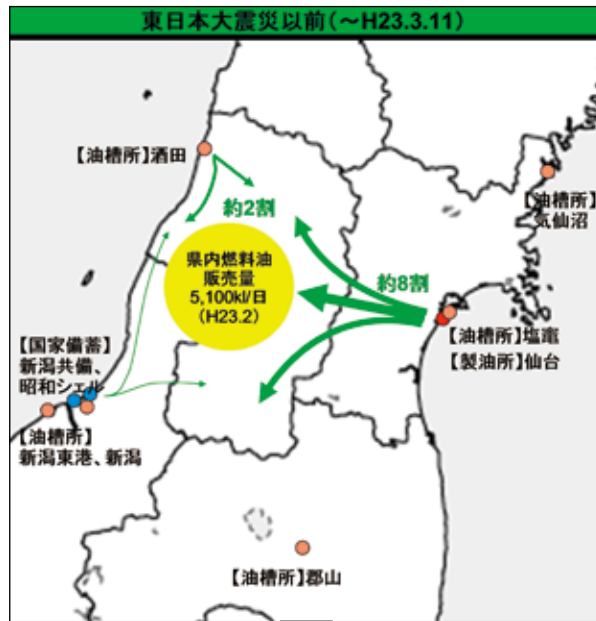 東日本大震災以前(~H23.3.11)
【油槽所】酒田
【油槽所】
気仙沼
約2割
県内燃料油
販売量
5,100kl/日
(H23.2)
約8割
【油槽所】塩竈
【製油所】仙台
【国家備蓄】
新潟共備、
昭和シェル
【油槽所】
新潟東港、新潟
【油槽所】郡山